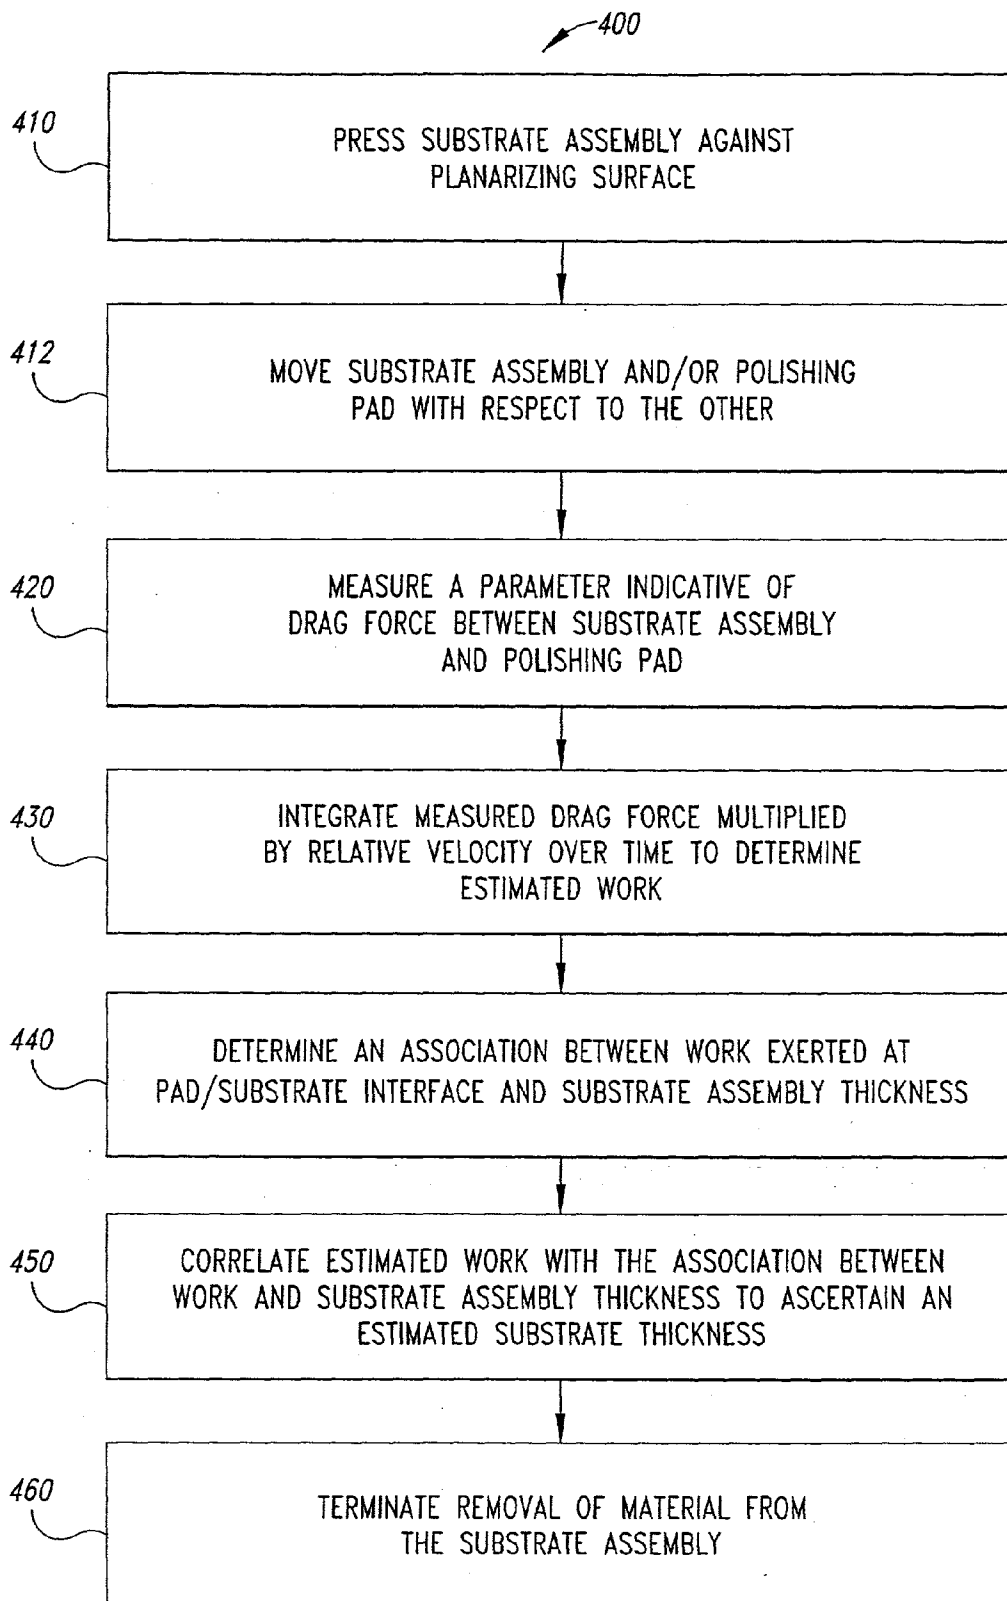 400
410
PRESS SUBSTRATE ASSEMBLY AGAINST
PLANARIZING SURFACE
412
MOVE SUBSTRATE ASSEMBLY AND/OR POLISHING
PAD WITH RESPECT TO THE OTHER
420
MEASURE A PARAMETER INDICATIVE OF
DRAG FORCE BETWEEN SUBSTRATE ASSEMBLY
AND POLISHING PAD
430
INTEGRATE MEASURED DRAG FORCE MULTIPLIED
BY RELATIVE VELOCITY OVER TIME TO DETERMINE
ESTIMATED WORK
440
DETERMINE AN ASSOCIATION BETWEEN WORK EXERTED AT
PAD/SUBSTRATE INTERFACE AND SUBSTRATE ASSEMBLY THICKNESS
450
CORRELATE ESTIMATED WORK WITH THE ASSOCIATION BETWEEN
WORK AND SUBSTRATE ASSEMBLY THICKNESS TO ASCERTAIN AN
ESTIMATED SUBSTRATE THICKNESS
460
TERMINATE REMOVAL OF MATERIAL FROM
THE SUBSTRATE ASSEMBLY